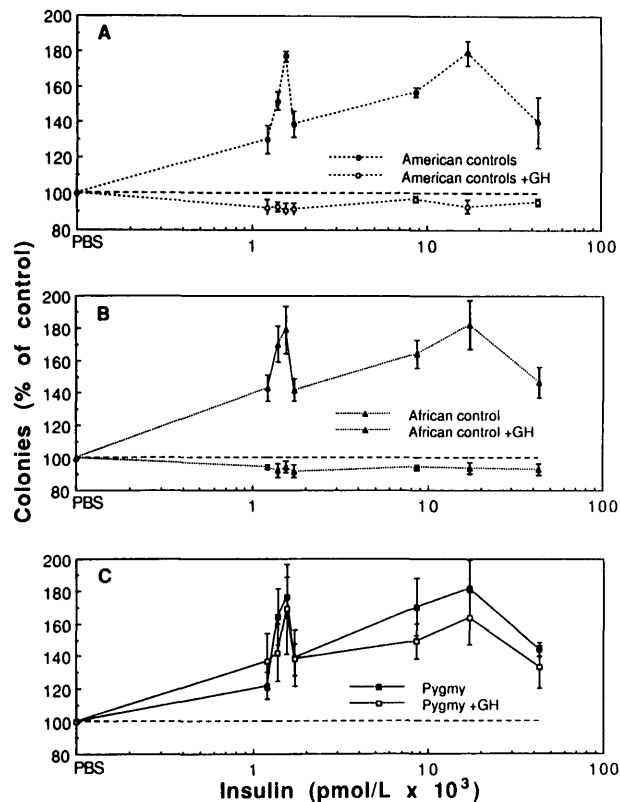 A
200
180
160
140
120
100
80
American controls
American controls +GH
PBS
1
10
100
B
200
180
160
140
120
100
80
African control
African control +GH
PBS
1
10
100
C
200
180
160
140
120
100
80
Pygmy
Pygmy +GH
PBS
1
10
100
Colonies (% of control)
Insulin (pmol/L x 10³)